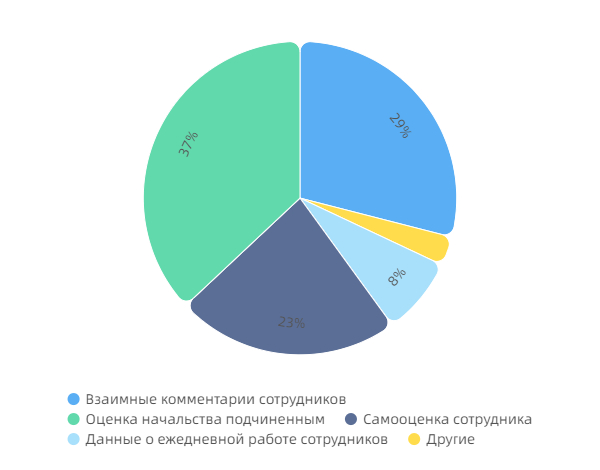 29%
37%
8%
23%
Взаимные комментарии сотрудников
Оценка начальства подчиненным Самооценка сотрудника
Данные о ежедневной работе сотрудников Другие